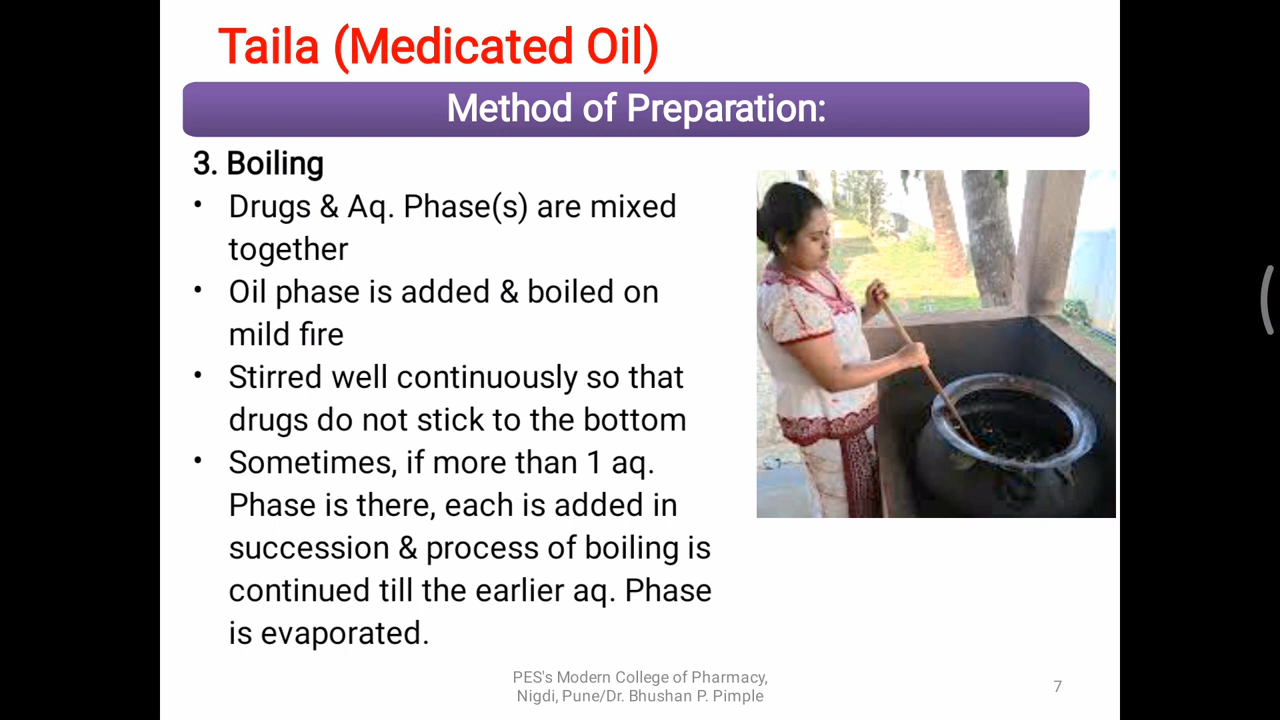 Taila (Medicated Oil)
Method of Preparation:
3. Boiling
• Drugs & Aq. Phase(s) are mixed
together
• Oil phase is added & boiled on
mild fire
• Stirred well continuously so that
drugs do not stick to the bottom
• Sometimes, if more than 1 aq.
Phase is there, each is added in
succession & process of boiling is
continued till the earlier aq. Phase
is evaporated.
PES's Modern College of Pharmacy,
Nigdi, Pune/Dr. Bhushan P. Pimple
7